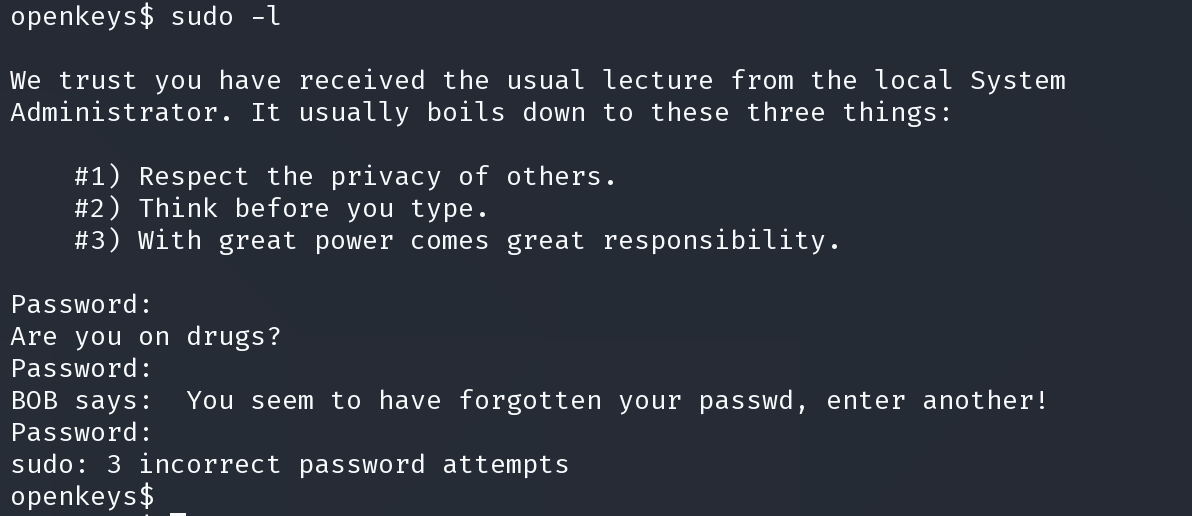 openkeys$ sudo -l
We trust you have received the usual lecture from the local System
Administrator. It usually boils down to these three things:
#1) Respect the privacy of others.
#2) Think before you type.
#3) With great power comes great responsibility.
Password:
Are you on drugs?
Password:
BOB says:  You seem to have forgotten your passwd, enter another!
Password:
sudo: 3 incorrect password attempts
openkeys$